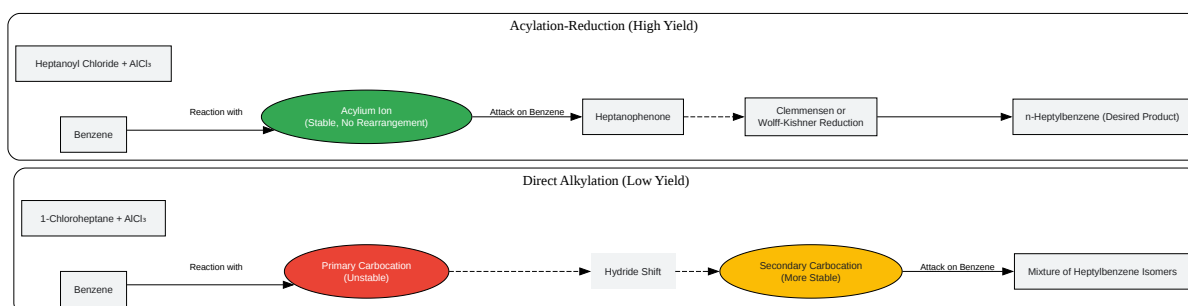 Acylation-Reduction (High Yield)
Heptanoyl Chloride + AlCl₃
Benzene
Reaction with
Acylium Ion
(Stable, No Rearrangement)
Attack on Benzene
Heptanophenone
Clemmensen or
Wolff-Kishner Reduction
n-Heptylbenzene (Desired Product)
Direct Alkylation (Low Yield)
1-Chloroheptane + AlCl₃
Benzene
Reaction with
Primary Carbocation
(Unstable)
Hydride Shift
Secondary Carbocation
(More Stable)
Attack on Benzene
Mixture of Heptylbenzene Isomers